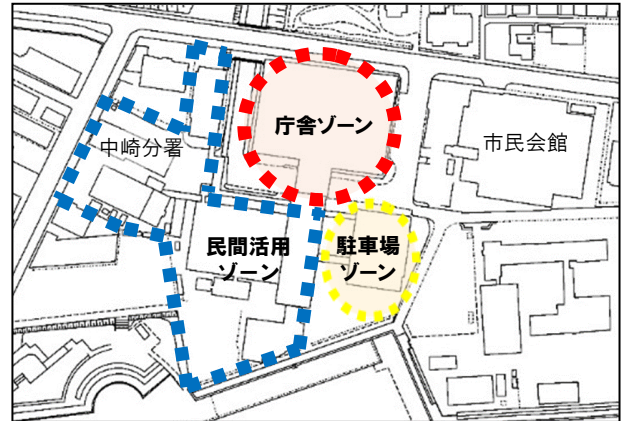 庁舎ゾーン
中崎分署
市民会館
民間活用
ゾーン
駐車場
ゾーン